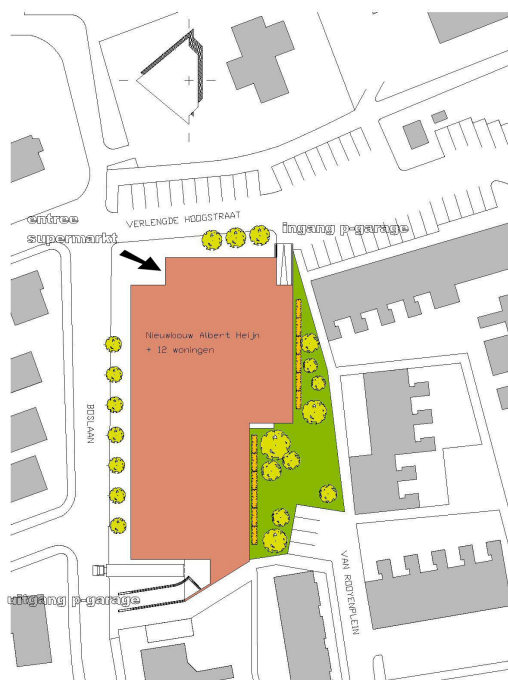 VERLENGDE HOOGSTRAAT
entree
supermarkt
ingang p-garage
Nieuwbouw Albert Heijn
+ 12 woningen
BOSLAAN
uitgang p-garage
VAN ROOYENPLEIN